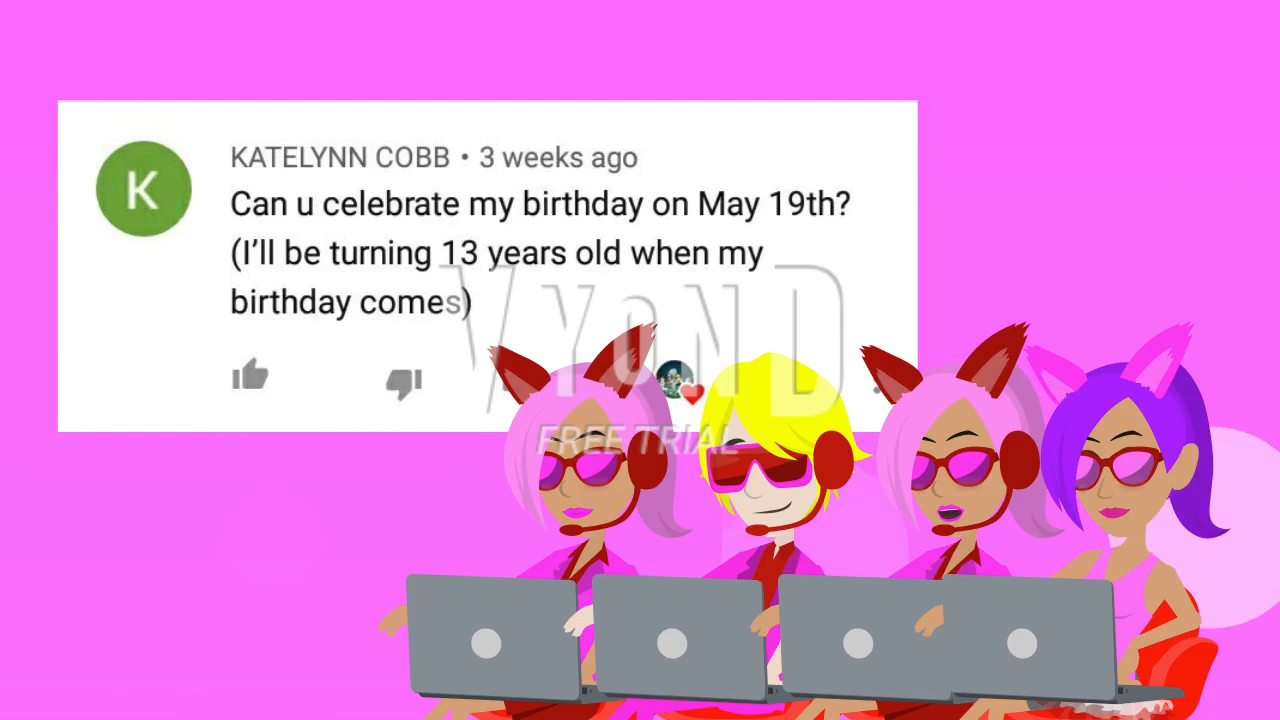 K
KATELYNN COBB • 3 weeks ago
Can u celebrate my birthday on May 19th?
(I’ll be turning 13 years old when my
birthday comes)
VYOND
FREE TRIAL